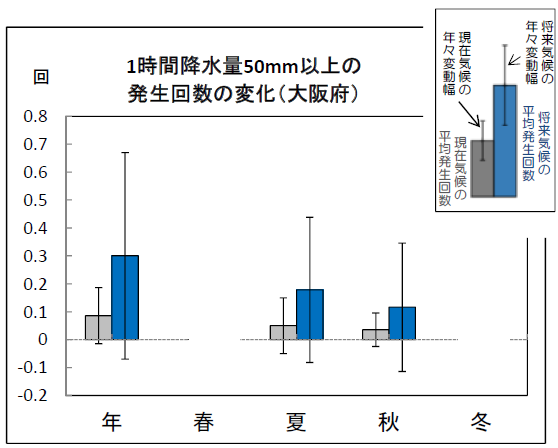 1時間降水量50mm以上の
発生回数の変化（大阪府）
回
0.8
0.7
0.6
0.5
0.4
0.3
0.2
0.1
0
-0.1
-0.2
年
春
夏
秋
冬
将来気候の
年々変動幅
現在気候の
年々変動幅
将来気候の
平均発生回数
現在気候の
平均発生回数